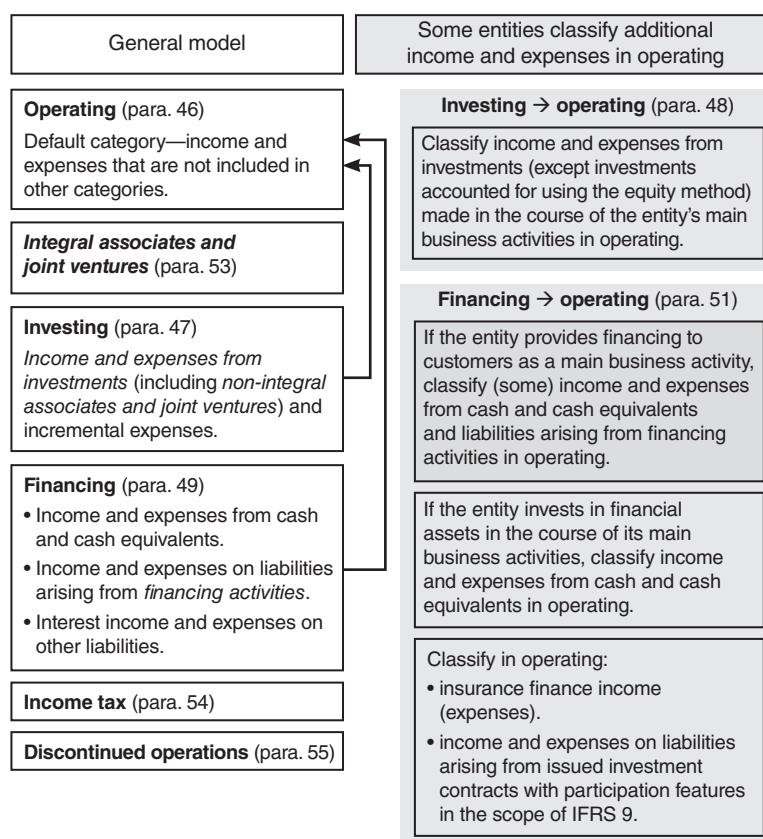 General model
Some entities classify additional
income and expenses in operating
Operating (para. 46)
Default category—income and
expenses that are not included in
other categories.
Integral associates and
joint ventures (para. 53)
Investing (para. 47)
Income and expenses from
investments (including non-integral
associates and joint ventures) and
incremental expenses.
Financing (para. 49)
• Income and expenses from cash
and cash equivalents.
• Income and expenses on liabilities
arising from financing activities.
• Interest income and expenses on
other liabilities.
Income tax (para. 54)
Discontinued operations (para. 55)
Investing → operating (para. 48)
Classify income and expenses from
investments (except investments
accounted for using the equity method)
made in the course of the entity’s main
business activities in operating.
Financing → operating (para. 51)
If the entity provides financing to
customers as a main business activity,
classify (some) income and expenses
from cash and cash equivalents
and liabilities arising from financing
activities in operating.
If the entity invests in financial
assets in the course of its main
business activities, classify income
and expenses from cash and cash
equivalents in operating.
Classify in operating:
• insurance finance income
(expenses).
• income and expenses on liabilities
arising from issued investment
contracts with participation features
in the scope of IFRS 9.